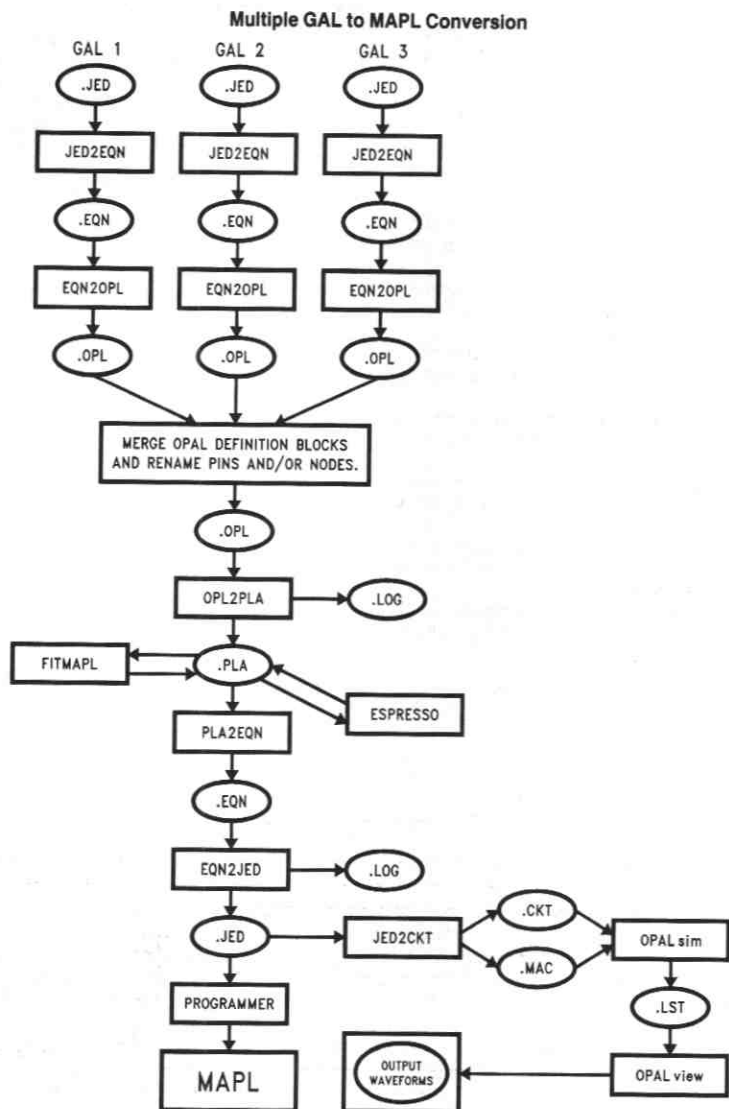 Multiple GAL to MAPL Conversion
GAL 1 GAL 2 GAL 3
.JED .JED .JED
JED2EQN JED2EQN JED2EQN
.EQN .EQN .EQN
EQN2OPL EQN2OPL EQN2OPL
.OPL .OPL .OPL
MERGE OPAL DEFINITION BLOCKS
AND RENAME PINS AND/OR NODES.
.OPL
OPL2PLA .LOG
FITMAPL .PLA
ESPRESSO
PLA2EQN
.EQN
EQN2JED .LOG
.CKT
.JED JED2CKT OPAL sim
.MAC
PROGRAMMER .LST
MAPL OUTPUT
WAVEFORMS OPAL view